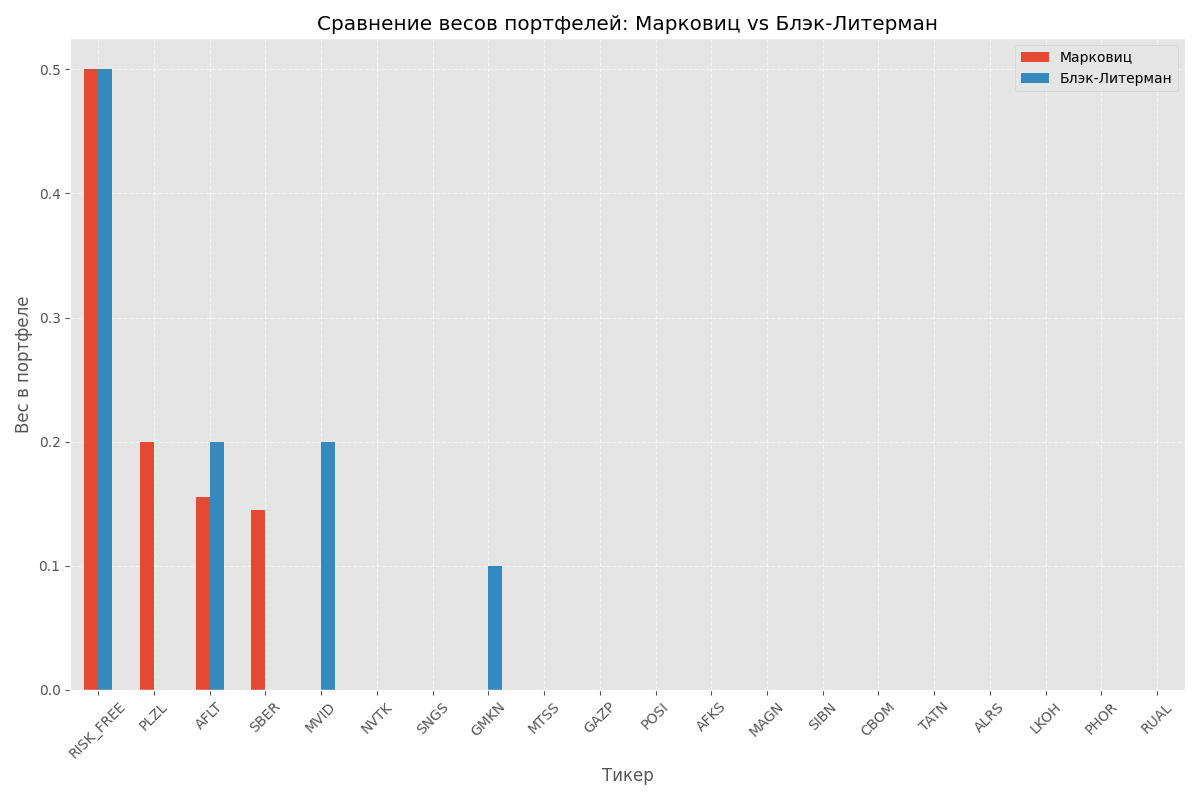 Сравнение весов портфелей: Марковиц vs Блэк-Литерман
Марковиц
Блэк-Литерман
Вес в портфеле
0.5
0.4
0.3
0.2
0.1
0.0
RISK_FREE
PLZL
AFLT
SBER
MVID
NVTK
SNGS
GMKN
MTSS
GAZP
POSI
AFKS
MAGN
SIBN
CBOM
TATN
ALRS
LKOH
PHOR
RUAL
Тикер